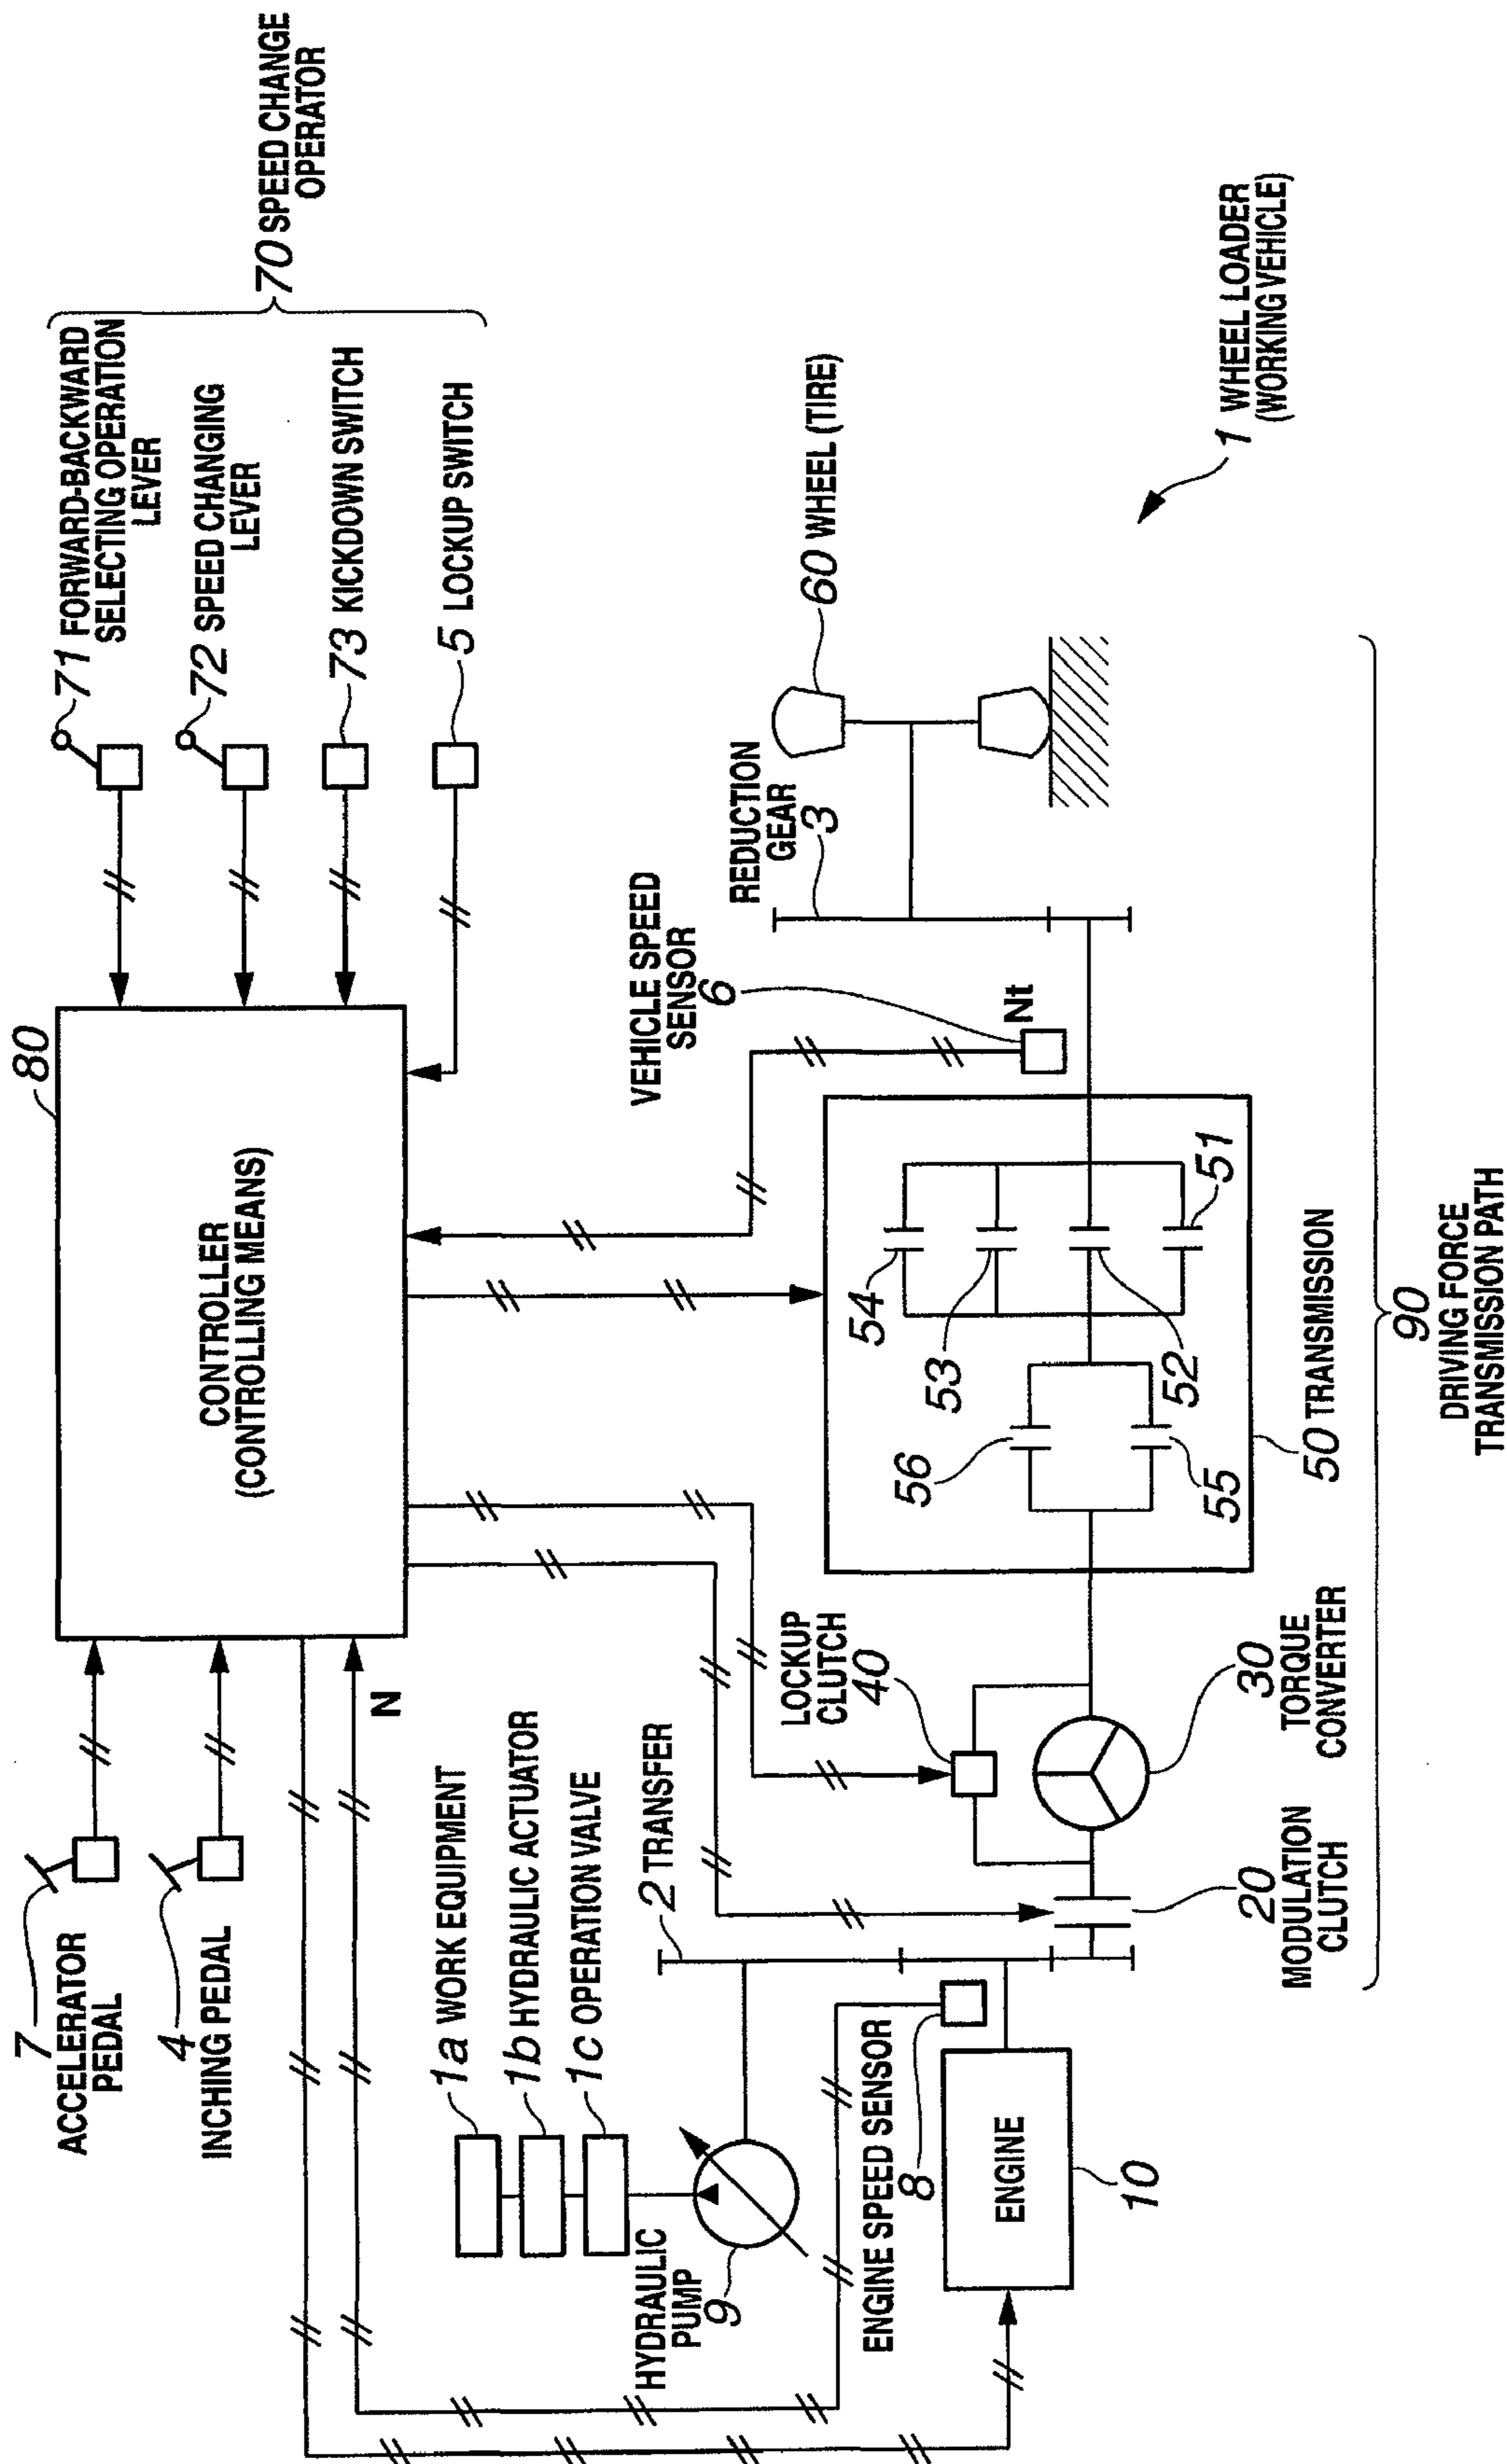 80
CONTROLLER
(CONTROLLING MEANS)
7
ACCELERATOR
PEDAL
4
INCHING PEDAL
N
71 FORWARD-BACKWARD
SELECTING OPERATION
LEVER
72 SPEED CHANGING
LEVER
73 KICKDOWN SWITCH
5 LOCKUP SWITCH
70 SPEED CHANGE
OPERATOR
1a WORK EQUIPMENT
1b HYDRAULIC ACTUATOR
1c OPERATION VALVE
HYDRAULIC
PUMP
9
2 TRANSFER
ENGINE SPEED SENSOR
8
ENGINE
10
LOCKUP
CLUTCH
40
20
MODULATION
CLUTCH
30
TORQUE
CONVERTER
VEHICLE SPEED
SENSOR
6
Nt
54
53
52
51
56
55
50 TRANSMISSION
REDUCTION
GEAR
3
60 WHEEL (TIRE)
1 WHEEL LOADER
(WORKING VEHICLE)
90
DRIVING FORCE
TRANSMISSION PATH